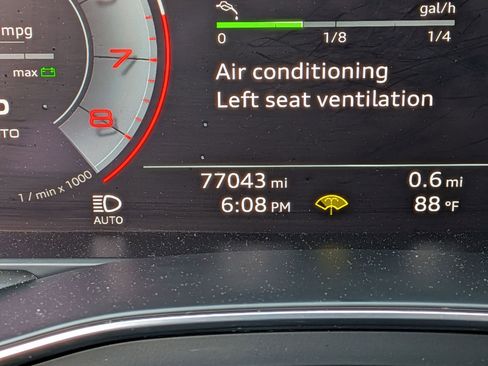 mpg
gal/h
0 1/8 1/4
7
max
Air conditioning
Left seat ventilation
8
1 / min x 1000
77043 mi
0.6 mi
AUTO
6:08 PM
88 °F